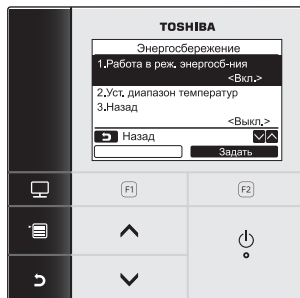 TOSHIBA
Энергосбережение
1.Работа в реж. энергосб-ния
<Вкл.>
2.Уст. диапазон температур
3.Назад
<Выкл.>
Назад
Задать
F1
F2